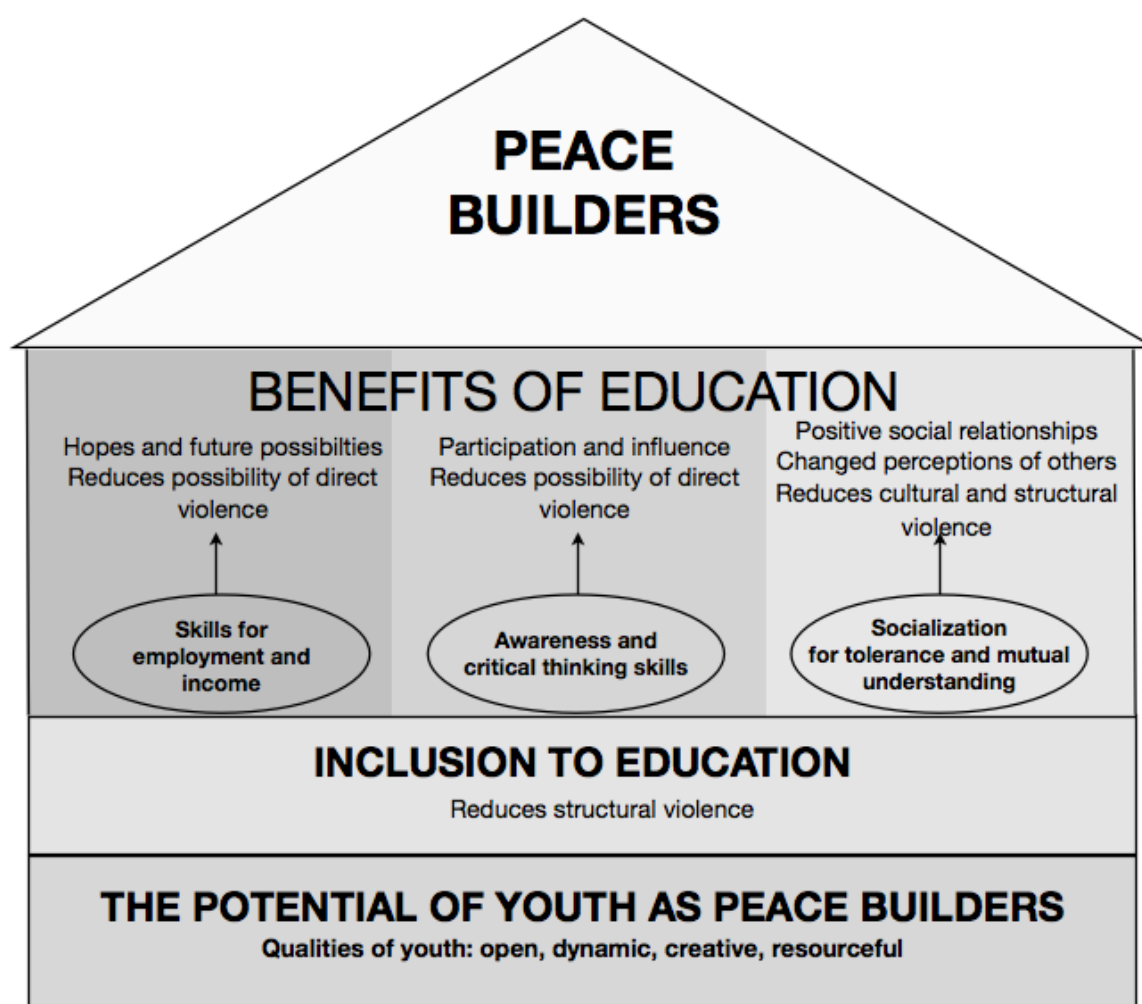 PEACE
BUILDERS
BENEFITS OF EDUCATION
Hopes and future possibilties
Reduces possibility of direct
violence
Participation and influence
Reduces possibility of direct
violence
Positive social relationships
Changed perceptions of others
Reduces cultural and structural
violence
Skills for
employment and
income
Awareness and
critical thinking skills
Socialization
for tolerance and mutual
understanding
INCLUSION TO EDUCATION
Reduces structural violence
THE POTENTIAL OF YOUTH AS PEACE BUILDERS
Qualities of youth: open, dynamic, creative, resourceful